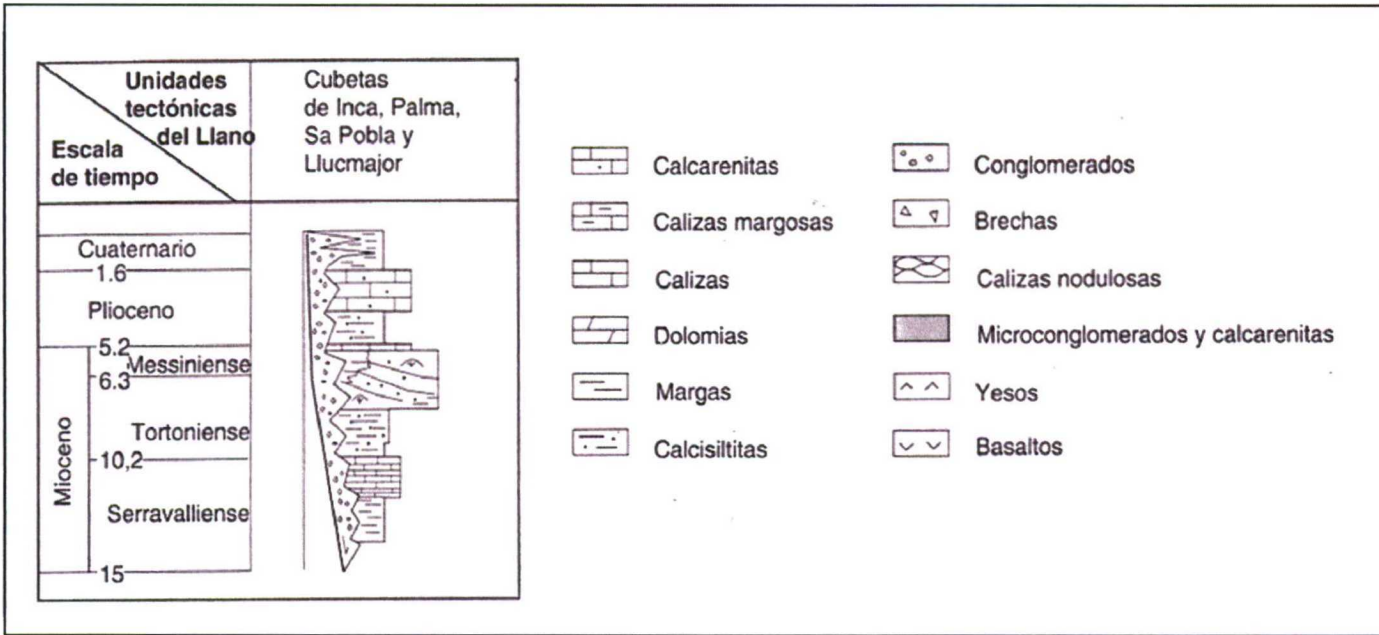 Unidades
tectónicas
del Llano
Escala
de tiempo
Cubetas
de Inca, Palma,
Sa Pobla y
Llucmajor
Cuaternario
1.6
Plioceno
5.2
Mioceno
Messiniense
6.3
Tortoniense
10,2
Serravalliense
15
Calcarenitas
Calizas margosas
Calizas
Dolomias
Margas
Calcisiltitas
Conglomerados
Brechas
Calizas nodulosas
Microconglomerados y calcarenitas
Yesos
Basaltos